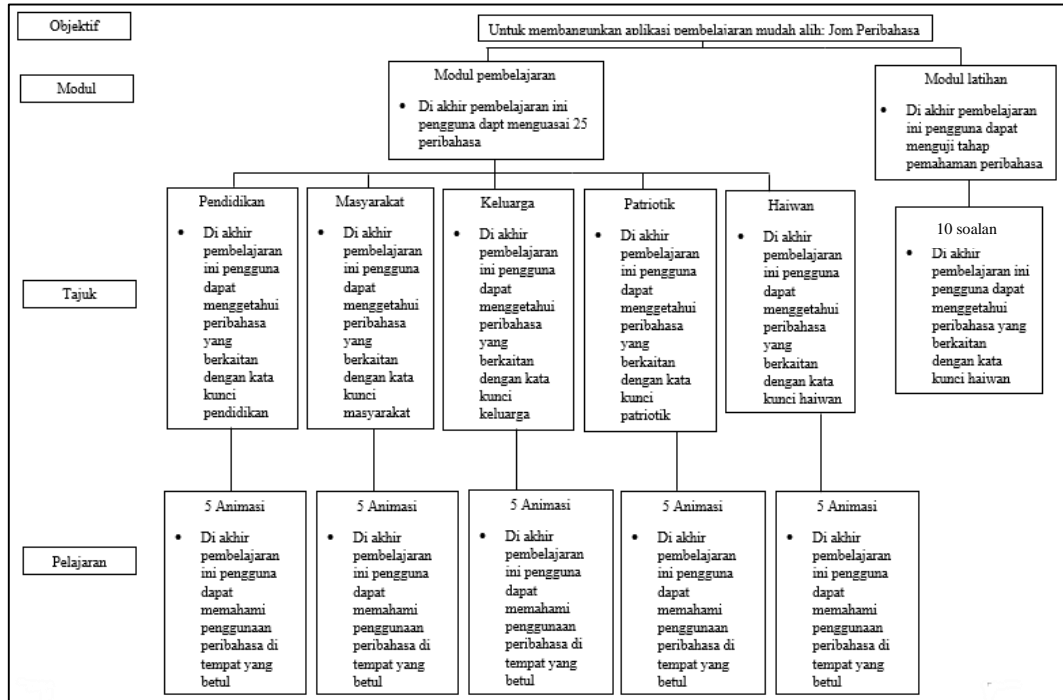 Objektif
Untuk membangunkan aplikasi pembelajaran mudah alih: Jom Peribahasa
Modul
Modul pembelajaran
• Di akhir pembelajaran ini
pengguna dapt menguasai 25
peribahasa
Modul latihan
• Di akhir pembelajaran
ini pengguna dapat
menguji tahap
pemahaman peribahasa
Tajuk
Pendidikan
• Di akhir
pembelajaran
ini pengguna
dapat
menggetahui
peribahasa
yang
berkaitan
dengan kata
kunci
pendidikan
Masyarakat
• Di akhir
pembelajaran
ini pengguna
dapat
menggetahui
peribahasa
yang
berkaitan
dengan kata
kunci
masyarakat
Keluarga
• Di akhir
pembelajaran
ini pengguna
dapat
menggetahui
peribahasa
yang
berkaitan
dengan kata
kunci
keluarga
Patriotik
• Di akhir
pembelajaran
ini pengguna
dapat
menggetahui
peribahasa
yang
berkaitan
dengan kata
kunci
patriotik
Haiwan
• Di akhir
pembelajaran
ini pengguna
dapat
menggetahui
peribahasa
yang
berkaitan
dengan kata
kunci haiwan
10 soalan
• Di akhir
pembelajaran ini
pengguna dapat
menggetahui
peribahasa yang
berkaitan
dengan kata
kunci haiwan
Pelajaran
5 Animasi
• Di akhir
pembelajaran
ini pengguna
dapat
memahami
penggunaan
peribahasa di
tempat yang
betul
5 Animasi
• Di akhir
pembelajaran
ini pengguna
dapat
memahami
penggunaan
peribahasa di
tempat yang
betul
5 Animasi
• Di akhir
pembelajaran
ini pengguna
dapat
memahami
penggunaan
peribahasa di
tempat yang
betul
5 Animasi
• Di akhir
pembelajaran
ini pengguna
dapat
memahami
penggunaan
peribahasa di
tempat yang
betul
5 Animasi
• Di akhir
pembelajaran
ini pengguna
dapat
memahami
penggunaan
peribahasa di
tempat yang
betul